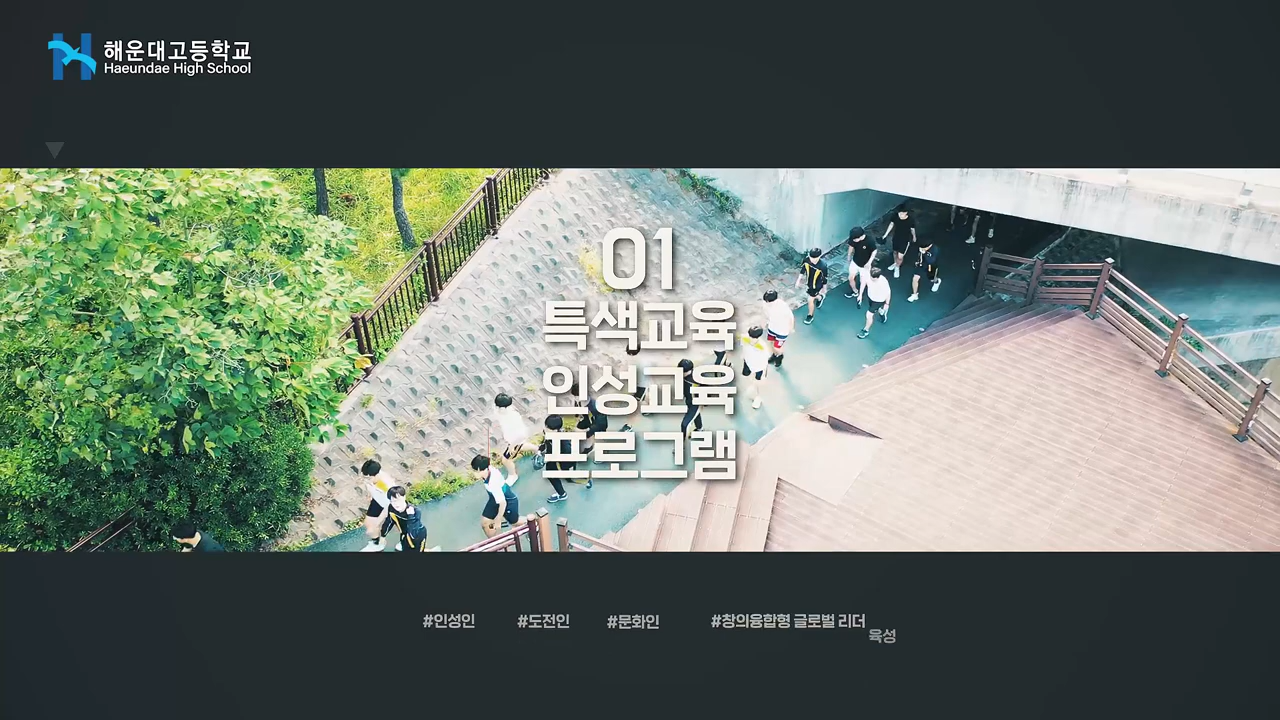 해운대고등학교
Haeundae High School
01
특색교육
인성교육
프로그램
#인성인 #도전인 #문화인 #창의융합형 글로벌 리더 육성